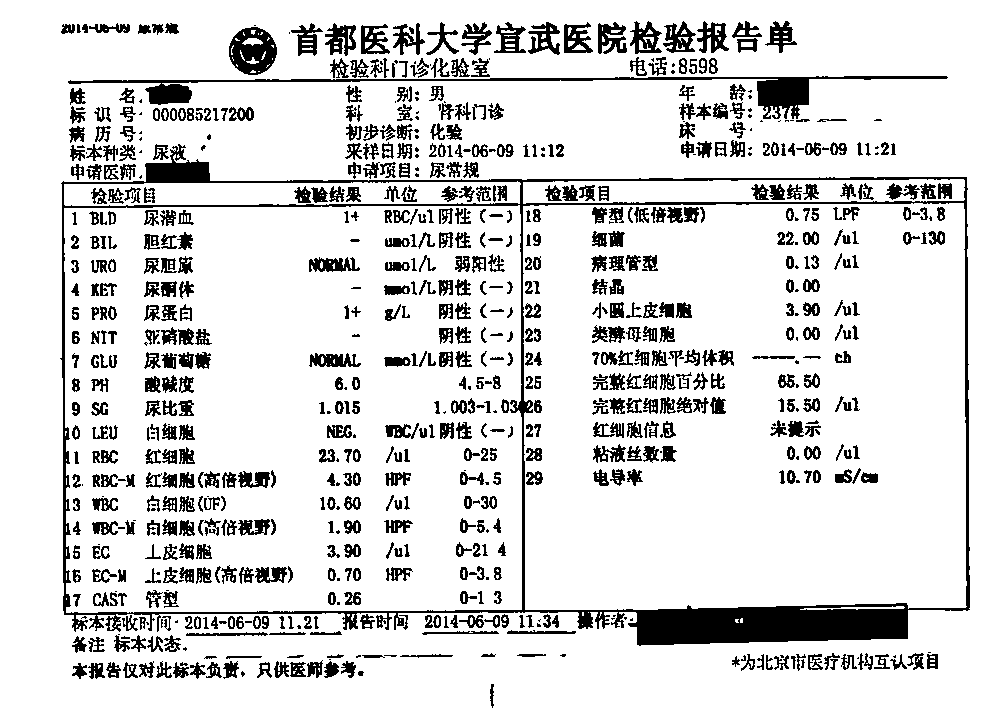 2014-06-09 尿常规
首都医科大学宣武医院检验报告单
检验科门诊化验室 电话:8598
姓 名: 性 别: 男 年 龄:
标 识 号: 000085217200 科 室: 肾科门诊 样本编号: 237#
病 历 号: 初步诊断: 化验 床 号:
标本种类: 尿液 采样日期: 2014-06-09 11:12 申请日期: 2014-06-09 11:21
申请医师. 申请项目: 尿常规
检验项目 检验结果 单位 参考范围 检验项目 检验结果 单位 参考范围
1 BLD 尿潜血 1+ RBC/ul 阴性(—) 18 管型(低倍视野) 0.75 LPF 0-3.8
2 BIL 胆红素 - umol/L 阴性(—) 19 细菌 22.00 /ul 0-130
3 URO 尿胆原 NORMAL umol/L 弱阳性 20 病理管型 0.13 /ul
4 KET 尿酮体 - mmol/L 阴性(—) 21 结晶 0.00
5 PRO 尿蛋白 1+ g/L 阴性(—) 22 小圆上皮细胞 3.90 /ul
6 NIT 亚硝酸盐 - 阴性(—) 23 类酵母细胞 0.00 /ul
7 GLU 尿葡萄糖 NORMAL mmol/L 阴性(—) 24 70%红细胞平均体积 -----.— ch
8 PH 酸碱度 6.0 4.5-8 25 完整红细胞百分比 65.50
9 SG 尿比重 1.015 1.003-1.030 26 完整红细胞绝对值 15.50 /ul
10 LEU 白细胞 NEG. WBC/ul 阴性(—) 27 红细胞信息 未提示
11 RBC 红细胞 23.70 /ul 0-25 28 粘液丝数量 0.00 /ul
12 RBC-M 红细胞(高倍视野) 4.30 HPF 0-4.5 29 电导率 10.70 mS/cm
13 WBC 白细胞(UF) 10.60 /ul 0-30
14 WBC-M 白细胞(高倍视野) 1.90 HPF 0-5.4
15 EC 上皮细胞 3.90 /ul 0-21 4
16 EC-M 上皮细胞(高倍视野) 0.70 HPF 0-3.8
17 CAST 管型 0.26 0-1 3
标本接收时间: 2014-06-09 11.21 报告时间 2014-06-09 11:34 操作者:
备注 标本状态.
本报告仅对此标本负责，只供医师参考。 *为北京市医疗机构互认项目